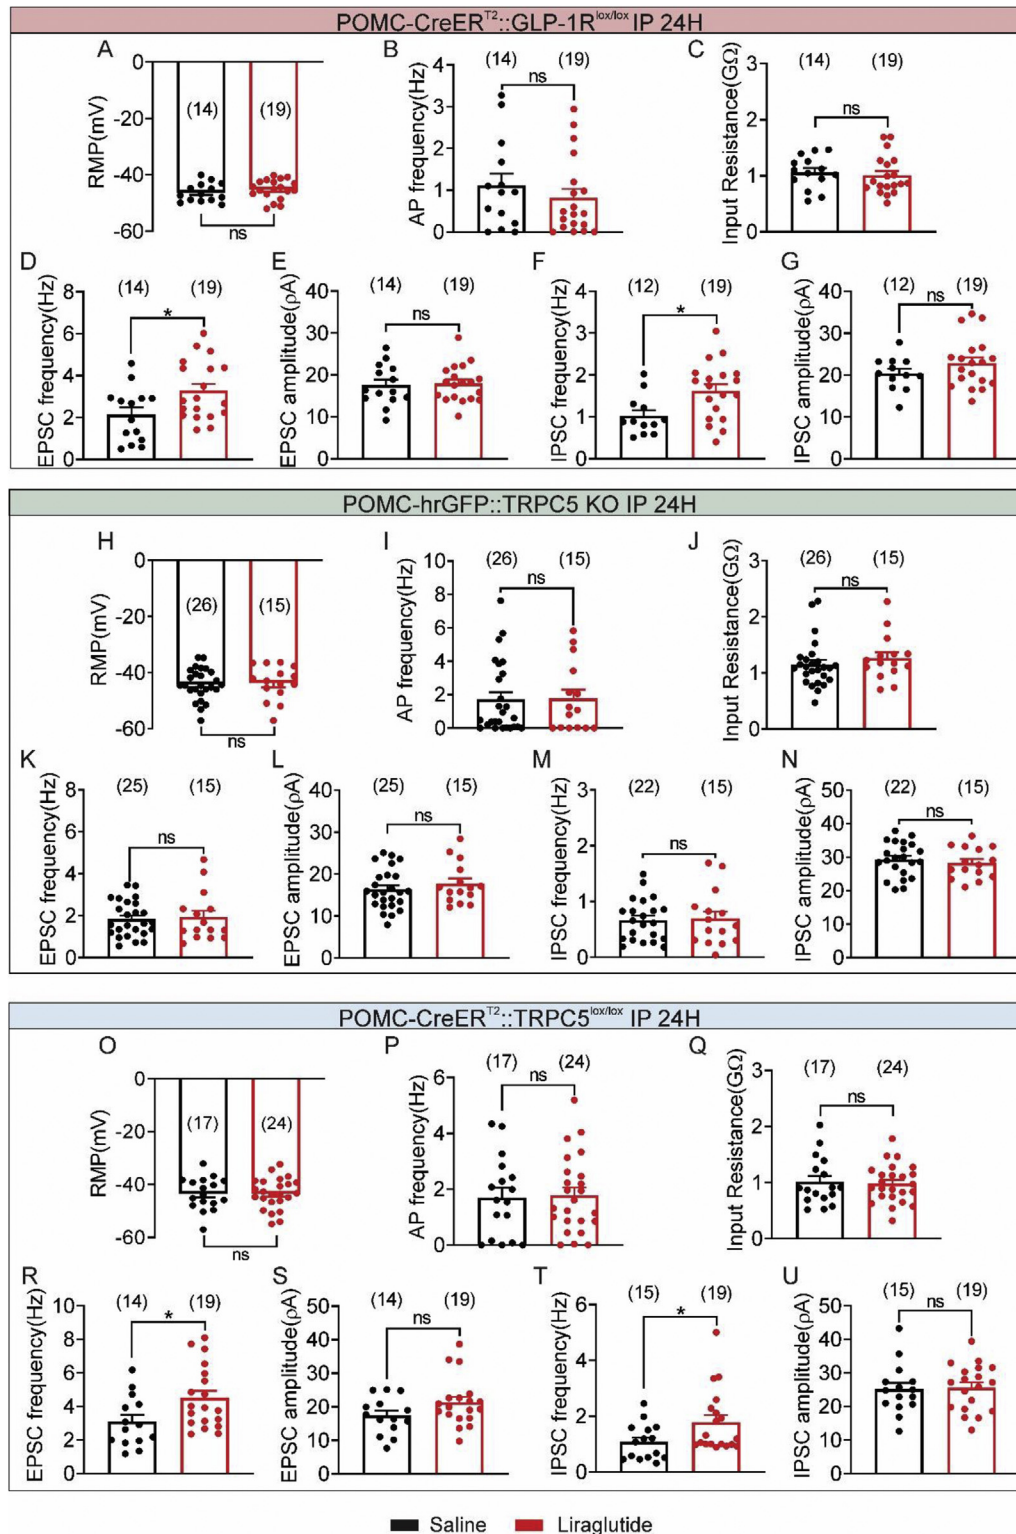 POMC-CreER^T2::GLP-1R^lox/lox IP 24H
A
B
C
RMP(mV)
0
-20
-40
-60
(14)
(19)
ns
AP frequency(Hz)
4
3
2
1
0
(14)
(19)
ns
Input Resistance(GΩ)
3
2
1
0
(14)
(19)
ns
D
E
F
G
EPSC frequency(Hz)
8
6
4
2
0
(14)
(19)
*
EPSC amplitude(ρA)
40
30
20
10
0
(14)
(19)
ns
IPSC frequency(Hz)
4
3
2
1
0
(12)
(19)
*
IPSC amplitude(ρA)
40
30
20
10
0
(12)
(19)
ns
POMC-hrGFP::TRPC5 KO IP 24H
H
I
J
RMP(mV)
0
-20
-40
-60
(26)
(15)
ns
AP frequency(Hz)
10
8
6
4
2
0
(26)
(15)
ns
Input Resistance(GΩ)
3
2
1
0
(26)
(15)
ns
K
L
M
N
EPSC frequency(Hz)
8
6
4
2
0
(25)
(15)
ns
EPSC amplitude(ρA)
40
30
20
10
0
(25)
(15)
ns
IPSC frequency(Hz)
3
2
1
0
(22)
(15)
ns
IPSC amplitude(ρA)
50
40
30
20
10
0
(22)
(15)
ns
POMC-CreER^T2::TRPC5^lox/lox IP 24H
O
P
Q
RMP(mV)
0
-20
-40
-60
(17)
(24)
ns
AP frequency(Hz)
6
4
2
0
(17)
(24)
ns
Input Resistance(GΩ)
3
2
1
0
(17)
(24)
ns
R
S
T
U
EPSC frequency(Hz)
10
8
6
4
2
0
(14)
(19)
*
EPSC amplitude(ρA)
50
40
30
20
10
0
(14)
(19)
ns
IPSC frequency(Hz)
6
4
2
0
(15)
(19)
*
IPSC amplitude(ρA)
50
40
30
20
10
0
(15)
(19)
ns
Saline
Liraglutide